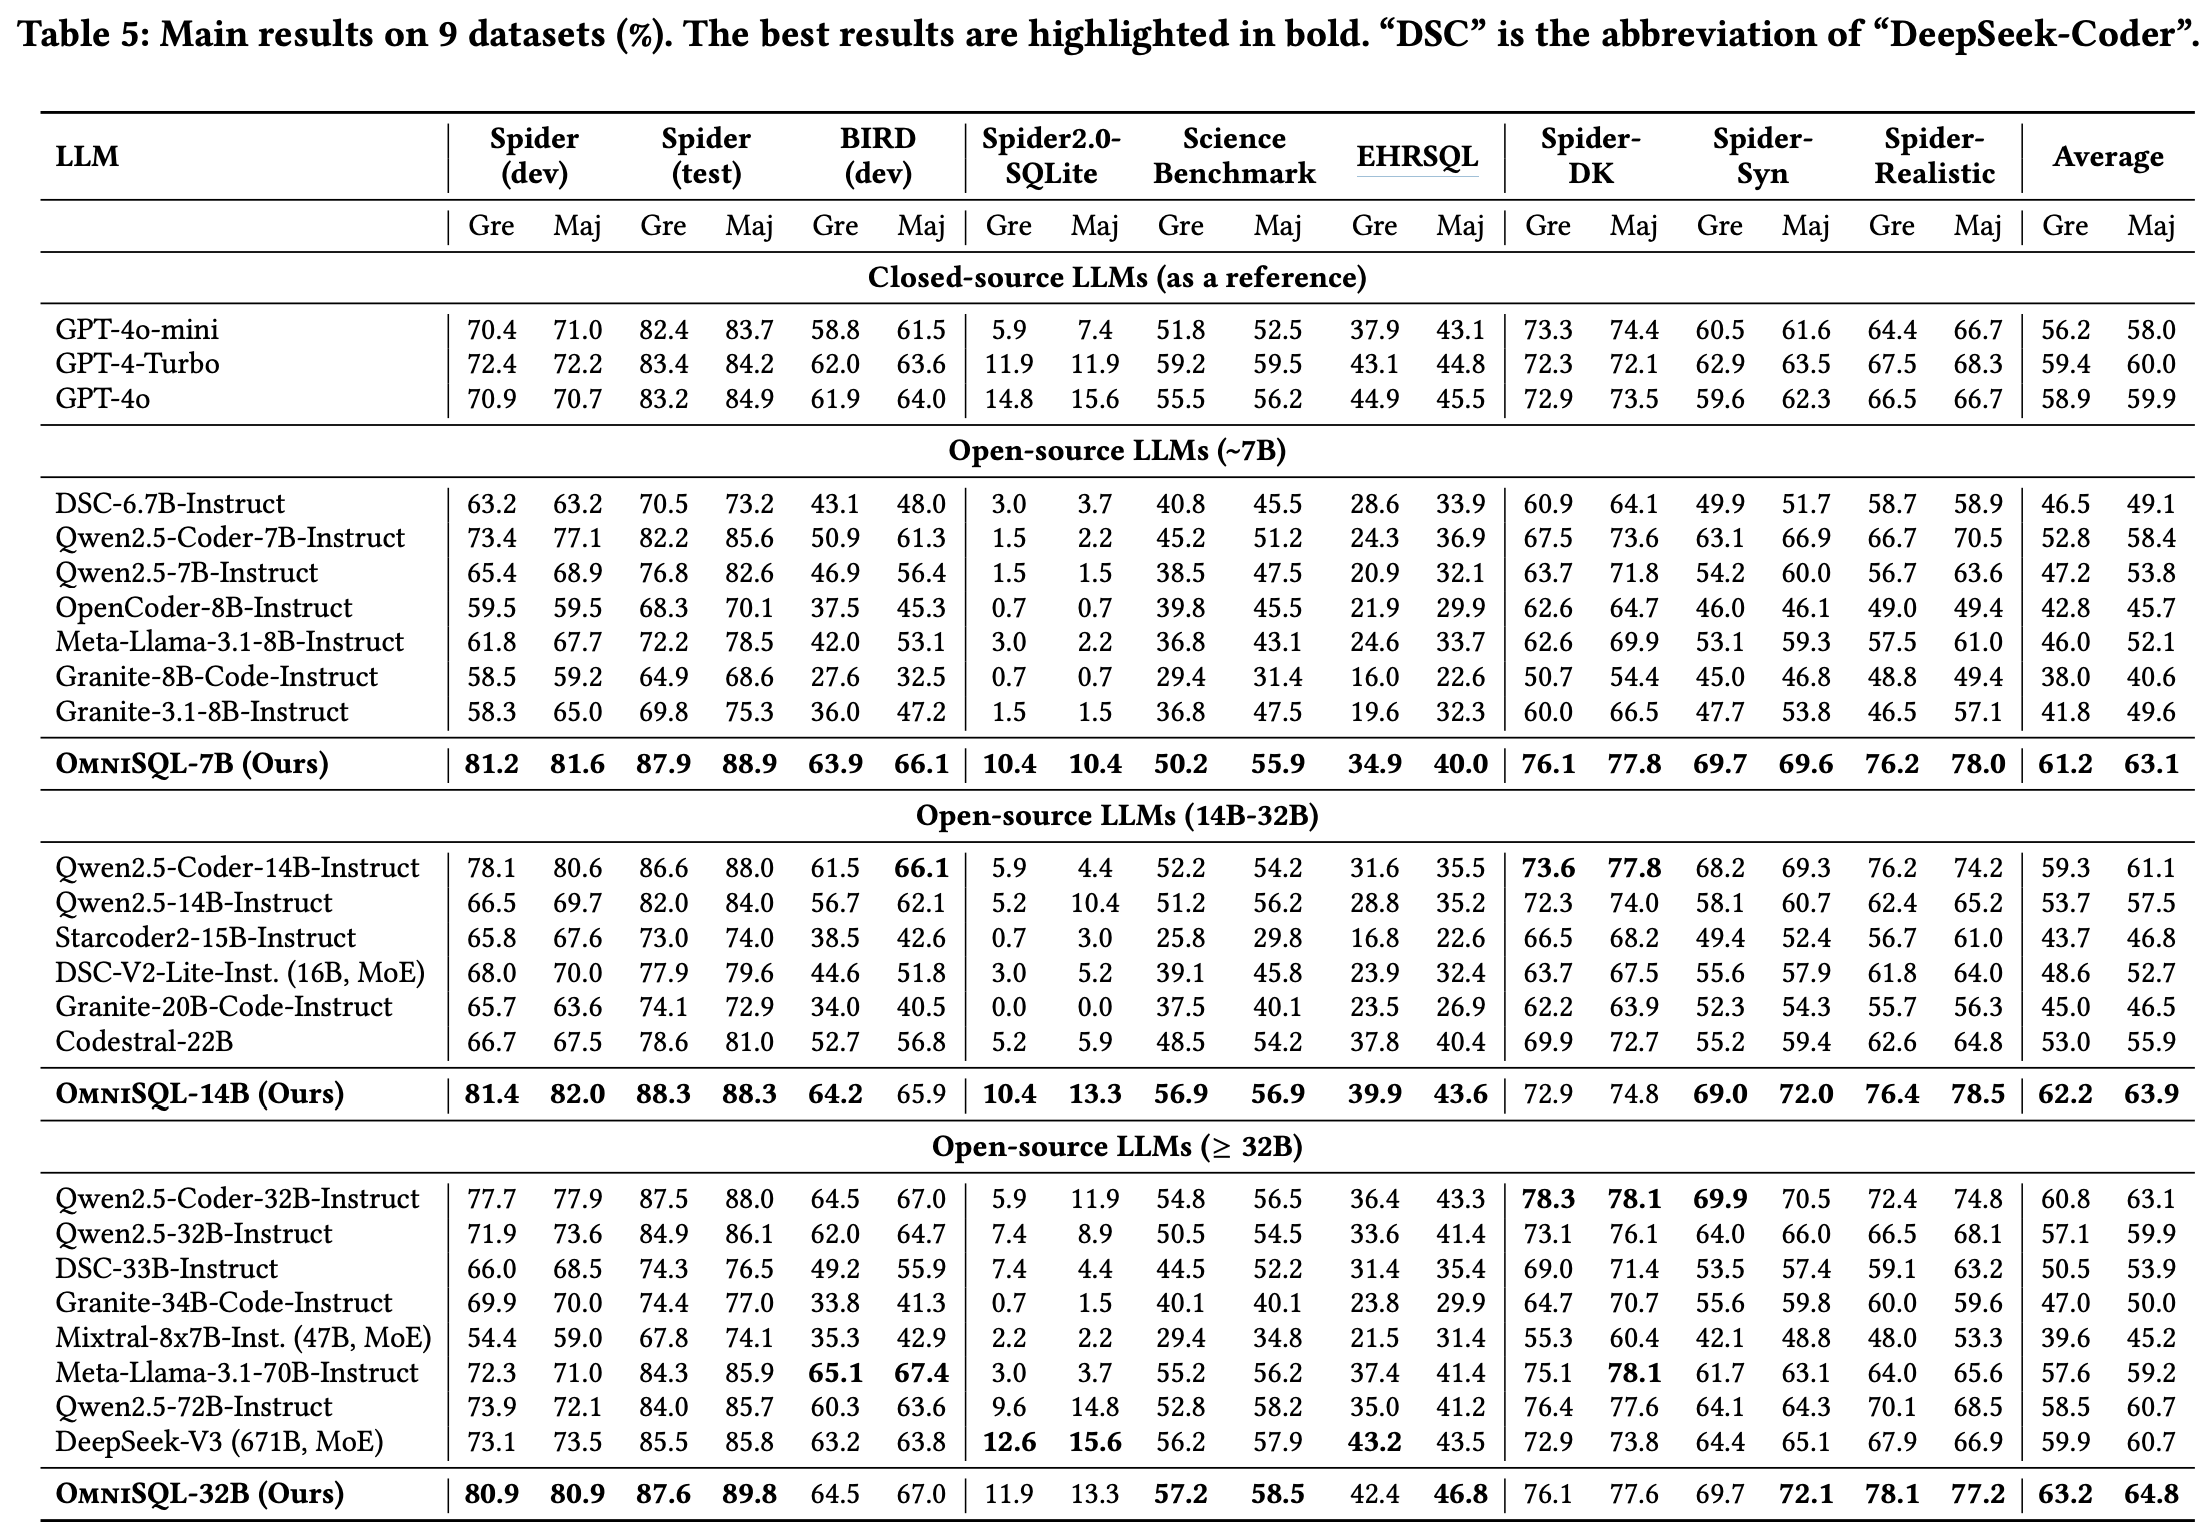 Table 5: Main results on 9 datasets (%). The best results are highlighted in bold. “DSC” is the abbreviation of “DeepSeek-Coder”.
LLM Spider (dev) Spider (test) BIRD (dev) Spider2.0-SQLite Science Benchmark EHRSQL Spider-DK Spider-Syn Spider-Realistic Average
Gre Maj Gre Maj Gre Maj Gre Maj Gre Maj Gre Maj Gre Maj Gre Maj Gre Maj Gre Maj
Closed-source LLMs (as a reference)
GPT-4o-mini 70.4 71.0 82.4 83.7 58.8 61.5 5.9 7.4 51.8 52.5 37.9 43.1 73.3 74.4 60.5 61.6 64.4 66.7 56.2 58.0
GPT-4-Turbo 72.4 72.2 83.4 84.2 62.0 63.6 11.9 11.9 59.2 59.5 43.1 44.8 72.3 72.1 62.9 63.5 67.5 68.3 59.4 60.0
GPT-4o 70.9 70.7 83.2 84.9 61.9 64.0 14.8 15.6 55.5 56.2 44.9 45.5 72.9 73.5 59.6 62.3 66.5 66.7 58.9 59.9
Open-source LLMs (~7B)
DSC-6.7B-Instruct 63.2 63.2 70.5 73.2 43.1 48.0 3.0 3.7 40.8 45.5 28.6 33.9 60.9 64.1 49.9 51.7 58.7 58.9 46.5 49.1
Qwen2.5-Coder-7B-Instruct 73.4 77.1 82.2 85.6 50.9 61.3 1.5 2.2 45.2 51.2 24.3 36.9 67.5 73.6 63.1 66.9 66.7 70.5 52.8 58.4
Qwen2.5-7B-Instruct 65.4 68.9 76.8 82.6 46.9 56.4 1.5 1.5 38.5 47.5 20.9 32.1 63.7 71.8 54.2 60.0 56.7 63.6 47.2 53.8
OpenCoder-8B-Instruct 59.5 59.5 68.3 70.1 37.5 45.3 0.7 0.7 39.8 45.5 21.9 29.9 62.6 64.7 46.0 46.1 49.0 49.4 42.8 45.7
Meta-Llama-3.1-8B-Instruct 61.8 67.7 72.2 78.5 42.0 53.1 3.0 2.2 36.8 43.1 24.6 33.7 62.6 69.9 53.1 59.3 57.5 61.0 46.0 52.1
Granite-8B-Code-Instruct 58.5 59.2 64.9 68.6 27.6 32.5 0.7 0.7 29.4 31.4 16.0 22.6 50.7 54.4 45.0 46.8 48.8 49.4 38.0 40.6
Granite-3.1-8B-Instruct 58.3 65.0 69.8 75.3 36.0 47.2 1.5 1.5 36.8 47.5 19.6 32.3 60.0 66.5 47.7 53.8 46.5 57.1 41.8 49.6
OmniSQL-7B (Ours) 81.2 81.6 87.9 88.9 63.9 66.1 10.4 10.4 50.2 55.9 34.9 40.0 76.1 77.8 69.7 69.6 76.2 78.0 61.2 63.1
Open-source LLMs (14B-32B)
Qwen2.5-Coder-14B-Instruct 78.1 80.6 86.6 88.0 61.5 66.1 5.9 4.4 52.2 54.2 31.6 35.5 73.6 77.8 68.2 69.3 76.2 74.2 59.3 61.1
Qwen2.5-14B-Instruct 66.5 69.7 82.0 84.0 56.7 62.1 5.2 10.4 51.2 56.2 28.8 35.2 72.3 74.0 58.1 60.7 62.4 65.2 53.7 57.5
Starcoder2-15B-Instruct 65.8 67.6 73.0 74.0 38.5 42.6 0.7 3.0 25.8 29.8 16.8 22.6 66.5 68.2 49.4 52.4 56.7 61.0 43.7 46.8
DSC-V2-Lite-Inst. (16B, MoE) 68.0 70.0 77.9 79.6 44.6 51.8 3.0 5.2 39.1 45.8 23.9 32.4 63.7 67.5 55.6 57.9 61.8 64.0 48.6 52.7
Granite-20B-Code-Instruct 65.7 63.6 74.1 72.9 34.0 40.5 0.0 0.0 37.5 40.1 23.5 26.9 62.2 63.9 52.3 54.3 55.7 56.3 45.0 46.5
Codestral-22B 66.7 67.5 78.6 81.0 52.7 56.8 5.2 5.9 48.5 54.2 37.8 40.4 69.9 72.7 55.2 59.4 62.6 64.8 53.0 55.9
OmniSQL-14B (Ours) 81.4 82.0 88.3 88.3 64.2 65.9 10.4 13.3 56.9 56.9 39.9 43.6 72.9 74.8 69.0 72.0 76.4 78.5 62.2 63.9
Open-source LLMs (≥ 32B)
Qwen2.5-Coder-32B-Instruct 77.7 77.9 87.5 88.0 64.5 67.0 5.9 11.9 54.8 56.5 36.4 43.3 78.3 78.1 69.9 70.5 72.4 74.8 60.8 63.1
Qwen2.5-32B-Instruct 71.9 73.6 84.9 86.1 62.0 64.7 7.4 8.9 50.5 54.5 33.6 41.4 73.1 76.1 64.0 66.0 66.5 68.1 57.1 59.9
DSC-33B-Instruct 66.0 68.5 74.3 76.5 49.2 55.9 7.4 4.4 44.5 52.2 31.4 35.4 69.0 71.4 53.5 57.4 59.1 63.2 50.5 53.9
Granite-34B-Code-Instruct 69.9 70.0 74.4 77.0 33.8 41.3 0.7 1.5 40.1 40.1 23.8 29.9 64.7 70.7 55.6 59.8 60.0 59.6 47.0 50.0
Mixtral-8x7B-Inst. (47B, MoE) 54.4 59.0 67.8 74.1 35.3 42.9 2.2 2.2 29.4 34.8 21.5 31.4 55.3 60.4 42.1 48.8 48.0 53.3 39.6 45.2
Meta-Llama-3.1-70B-Instruct 72.3 71.0 84.3 85.9 65.1 67.4 3.0 3.7 55.2 56.2 37.4 41.4 75.1 78.1 61.7 63.1 64.0 65.6 57.6 59.2
Qwen2.5-72B-Instruct 73.9 72.1 84.0 85.7 60.3 63.6 9.6 14.8 52.8 58.2 35.0 41.2 76.4 77.6 64.1 64.3 70.1 68.5 58.5 60.7
DeepSeek-V3 (671B, MoE) 73.1 73.5 85.5 85.8 63.2 63.8 12.6 15.6 56.2 57.9 43.2 43.5 72.9 73.8 64.4 65.1 67.9 66.9 59.9 60.7
OmniSQL-32B (Ours) 80.9 80.9 87.6 89.8 64.5 67.0 11.9 13.3 57.2 58.5 42.4 46.8 76.1 77.6 69.7 72.1 78.1 77.2 63.2 64.8